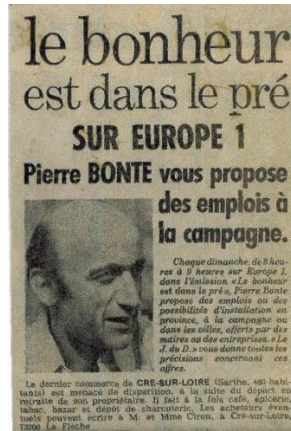 le bonheur
est dans le pré
SUR EUROPE 1
Pierre BONTE vous propose
des emplois à
la campagne.
Chaque dimanche, de 8 heu-
res à 9 heures sur Europe 1,
dans l'émission «Le bonheur
est dans le pré», Pierre Bonte
propose des emplois ou des
possibilités d'installation en
province, à la campagne ou
dans les villes, offerts par des
maires ou des entreprises. «Le
J. du D.» vous donne toutes les
précisions concernant ces
offres.
Le dernier commerce de CRE-SUR-LOIRE (Sarthe, 480 habi-
tants) est menacé de disparition, à la suite du départ en
retraite de son propriétaire. Il fait à la fois café, épicerie,
tabac, bazar et dépôt de charcuterie. Les acheteurs éven-
tuels peuvent écrire à M. et Mme Ciron, à Cré-sur-Loire,
72200 La Flèche